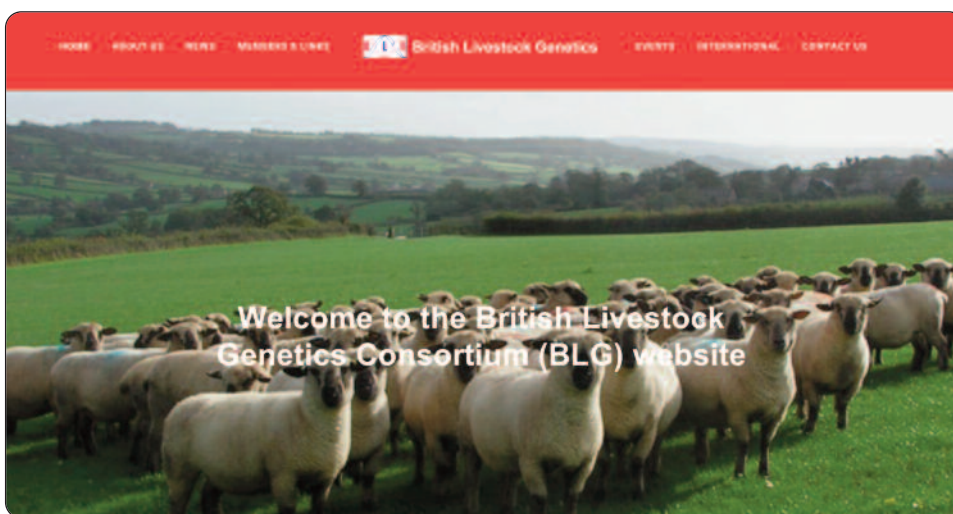 HOME ABOUT US NEWS MEMBERS & LINKS British Livestock Genetics EVENTS INTERNATIONAL CONTACT US
Welcome to the British Livestock
Genetics Consortium (BLG) website